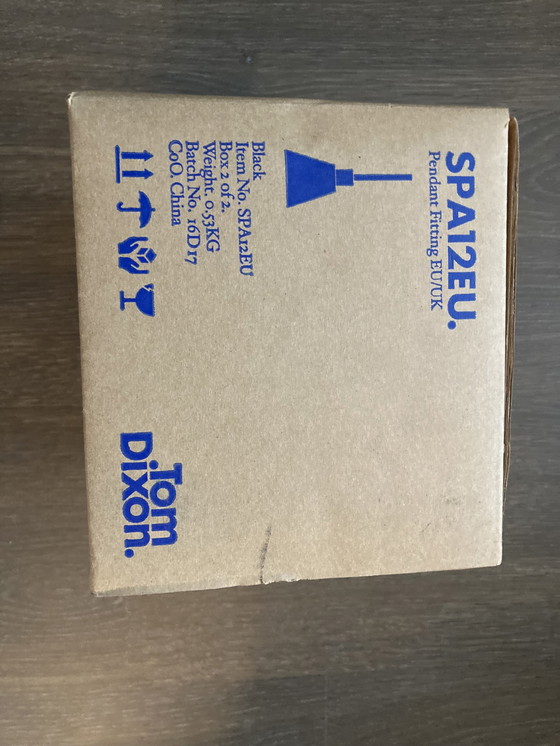 SPA12EU.
Pendant Fitting EU/UK
Black
Item No. SPA12EU
Box 2 of 2.
Weight. 0.53KG
Batch No. 16D17
CoO. China
Tom
Dixon.